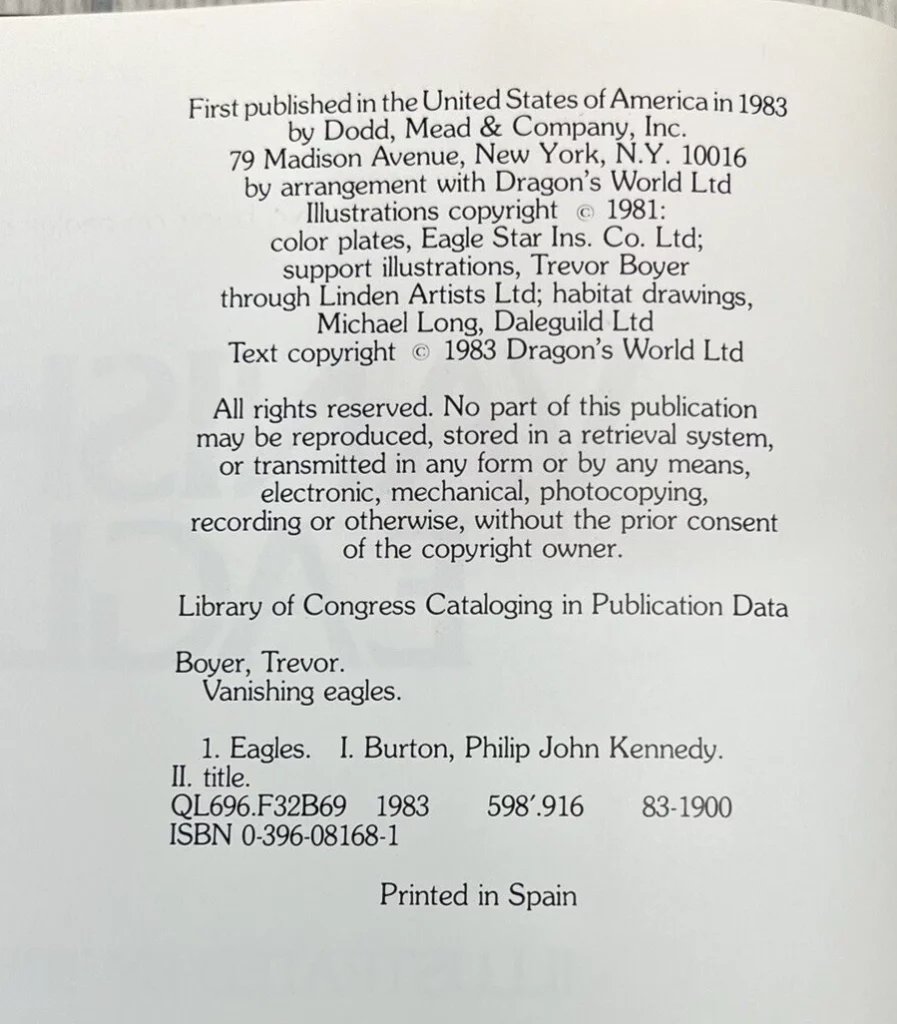 First published in the United States of America in 1983
by Dodd, Mead & Company, Inc.
79 Madison Avenue, New York, N.Y. 10016
by arrangement with Dragon's World Ltd
Illustrations copyright © 1981:
color plates, Eagle Star Ins. Co. Ltd;
support illustrations, Trevor Boyer
through Linden Artists Ltd; habitat drawings,
Michael Long, Daleguild Ltd
Text copyright © 1983 Dragon's World Ltd
All rights reserved. No part of this publication
may be reproduced, stored in a retrieval system,
or transmitted in any form or by any means,
electronic, mechanical, photocopying,
recording or otherwise, without the prior consent
of the copyright owner.
Library of Congress Cataloging in Publication Data
Boyer, Trevor.
Vanishing eagles.
1. Eagles. I. Burton, Philip John Kennedy.
II. title.
QL696.F32B69 1983 598′.916 83-1900
ISBN 0-396-08168-1
Printed in Spain